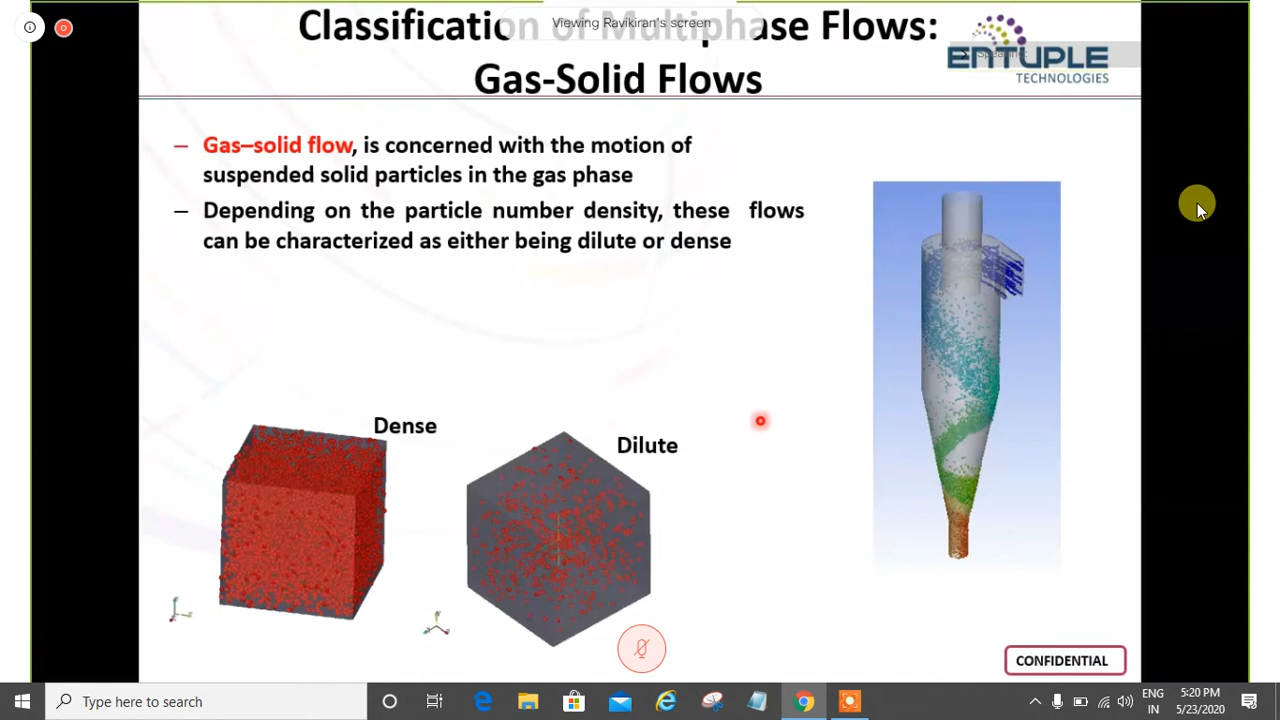 Classification of Multiphase Flows:
Viewing Ravikiran's screen
Gas-Solid Flows
ENTUPLE
TECHNOLOGIES
– Gas–solid flow, is concerned with the motion of
suspended solid particles in the gas phase
– Depending on the particle number density, these flows
can be characterized as either being dilute or dense
Dense
Dilute
CONFIDENTIAL
Type here to search
ENG
IN
5:20 PM
5/23/2020